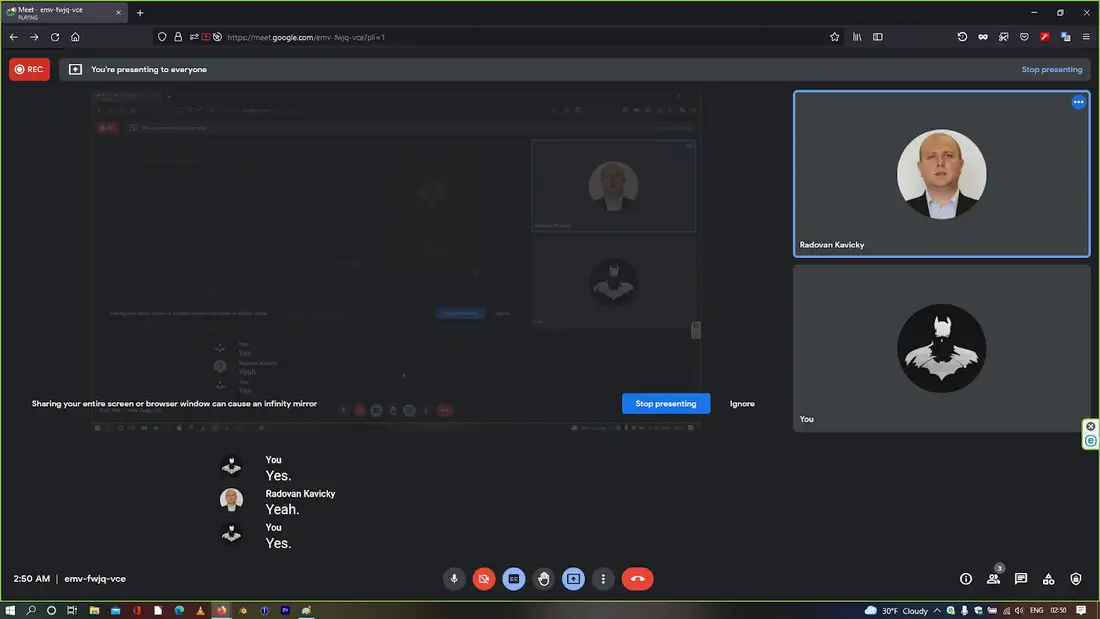 Meet - emv-fwjq-vce
PLAYING
https://meet.google.com/emv-fwjq-vce?pli=1
REC
You're presenting to everyone
Stop presenting
Radovan Kavicky
You
Sharing your entire screen or browser window can cause an infinity mirror
Stop presenting
Ignore
You
Yes.
Radovan Kavicky
Yeah.
You
Yes.
2:50 AM | emv-fwjq-vce
CC
3
30°F Cloudy
ENG
02:50